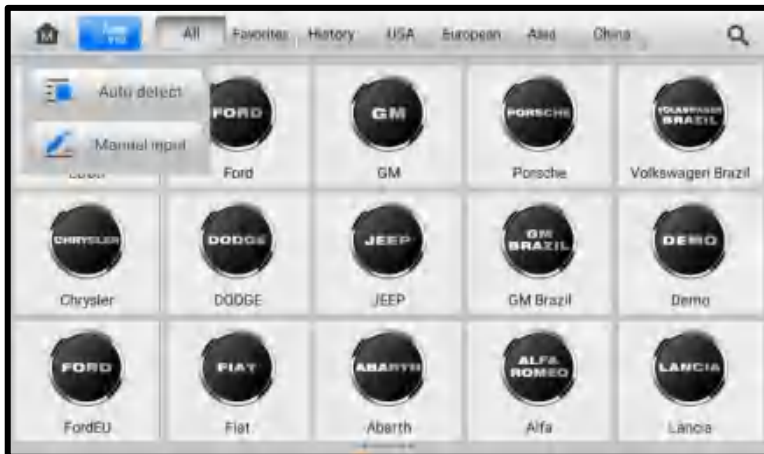 M
Auto
VID
All
Favorites
History
USA
European
Asia
China
Auto detect
Manual input
FORD
GM
PORSCHE
VOLKSWAGEN
BRAZIL
Ford
GM
Porsche
Volkswagen Brazil
CHRYSLER
DODGE
JEEP
GM
BRAZIL
DEMO
Chrysler
DODGE
JEEP
GM Brazil
Demo
FORD
FIAT
ABARTH
ALFA
ROMEO
LANCIA
FordEU
Fiat
Abarth
Alfa
Lancia